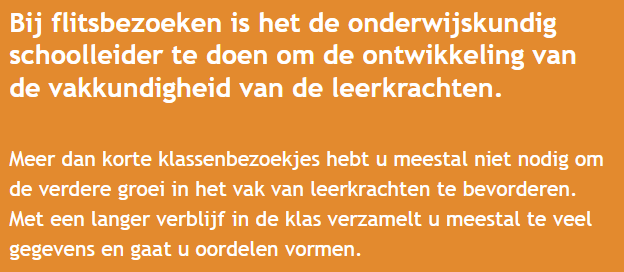 Bij flitsbezoeken is het de onderwijskundig
schoolleider te doen om de ontwikkeling van
de vakkundigheid van de leerkrachten.
Meer dan korte klassenbezoekjes hebt u meestal niet nodig om
de verdere groei in het vak van leerkrachten te bevorderen.
Met een langer verblijf in de klas verzamelt u meestal te veel
gegevens en gaat u oordelen vormen.